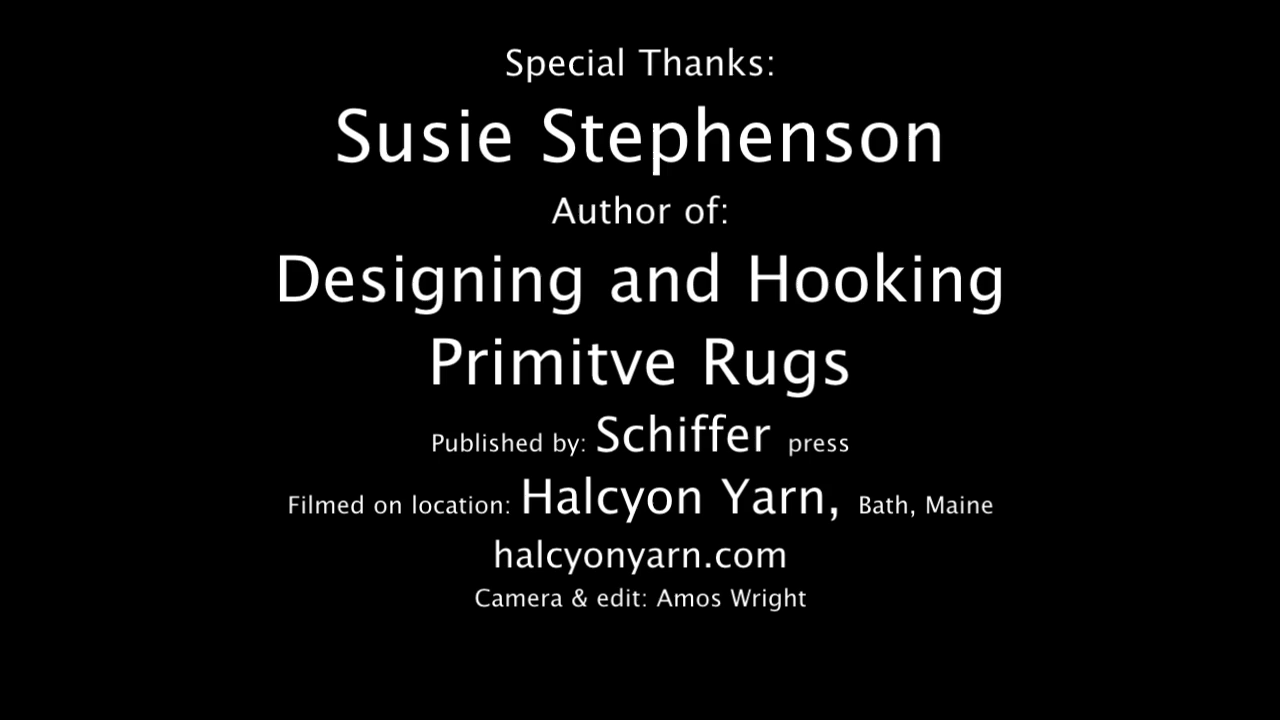 Special Thanks:
Susie Stephenson
Author of:
Designing and Hooking
Primitve Rugs
Published by: Schiffer press
Filmed on location: Halcyon Yarn, Bath, Maine
halcyonyarn.com
Camera & edit: Amos Wright